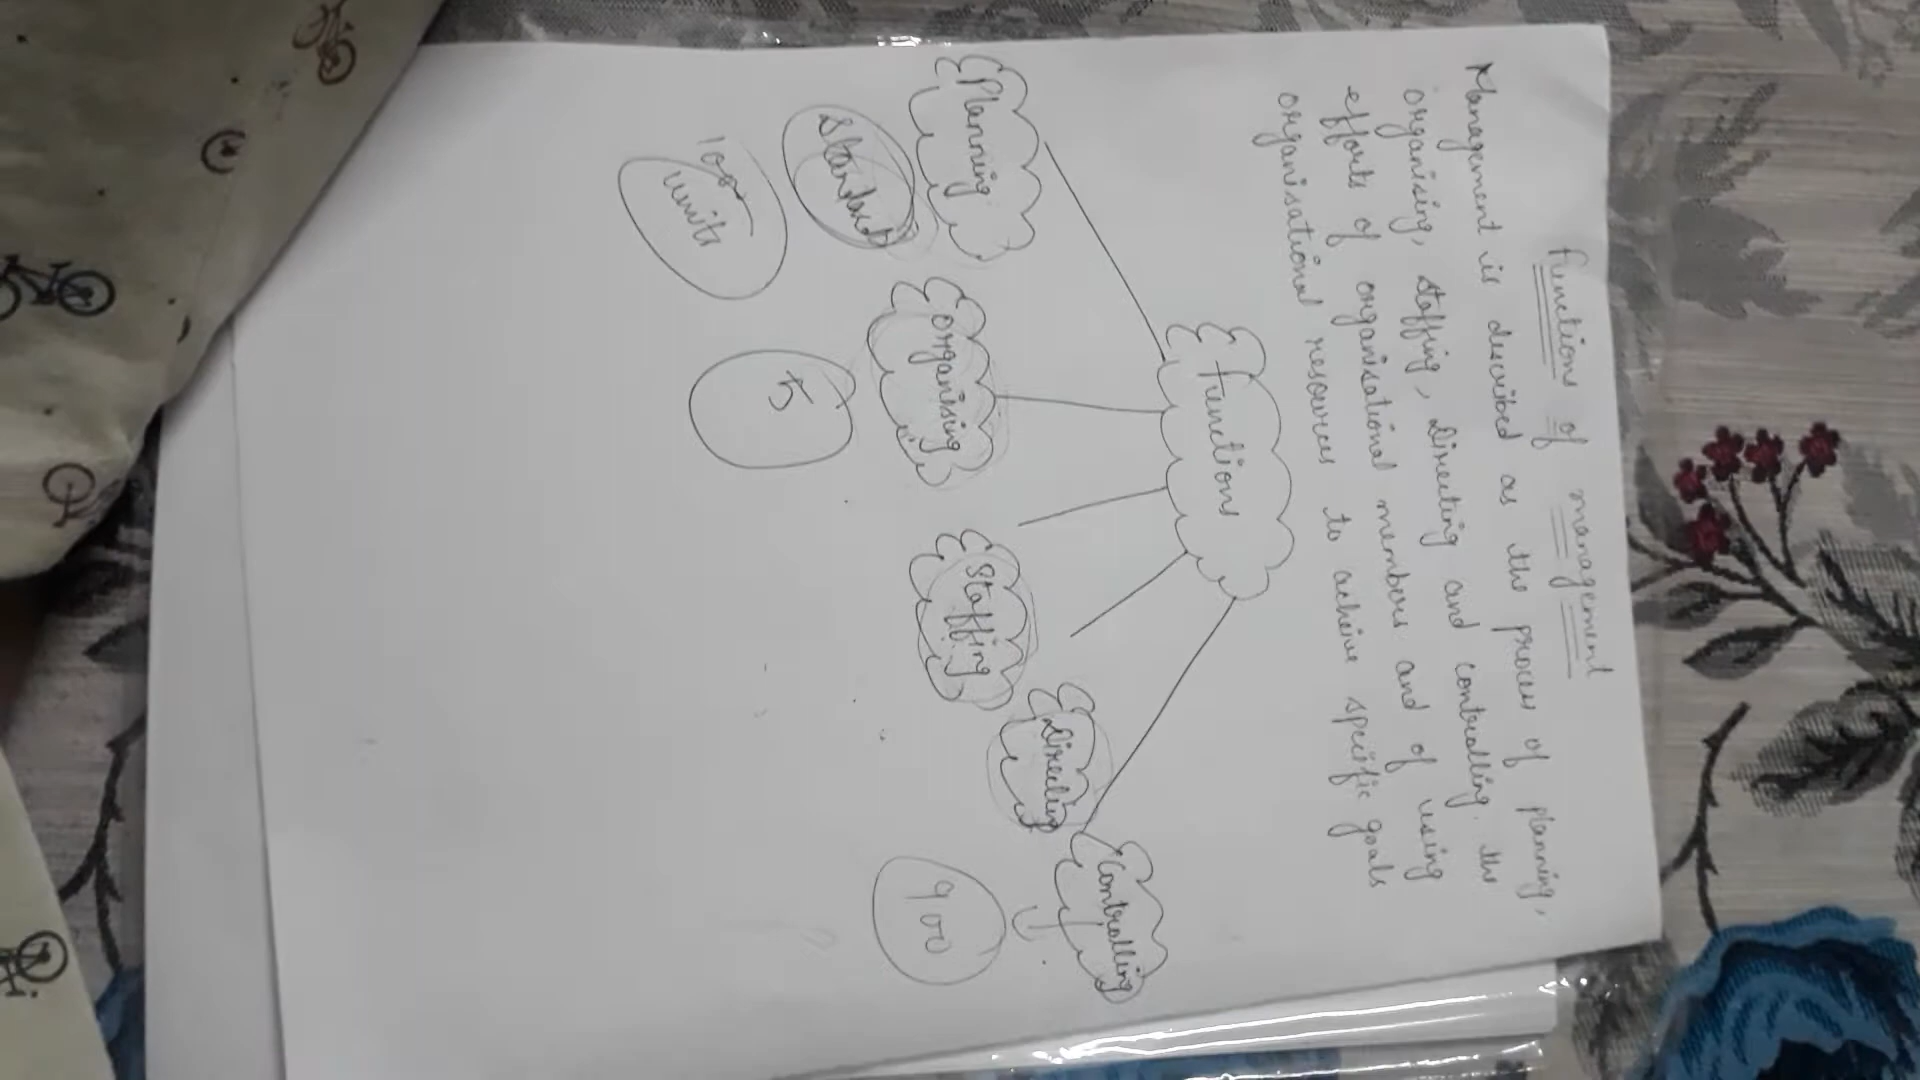 Functions of management
Management is described as the process of planning,
organising, staffing, Directing and controlling the
efforts of organisational members and of using
organisational resources to acheive specific goals
Functions
Planning
Organising
Staffing
Directing
Controlling
Standard
units
5
900